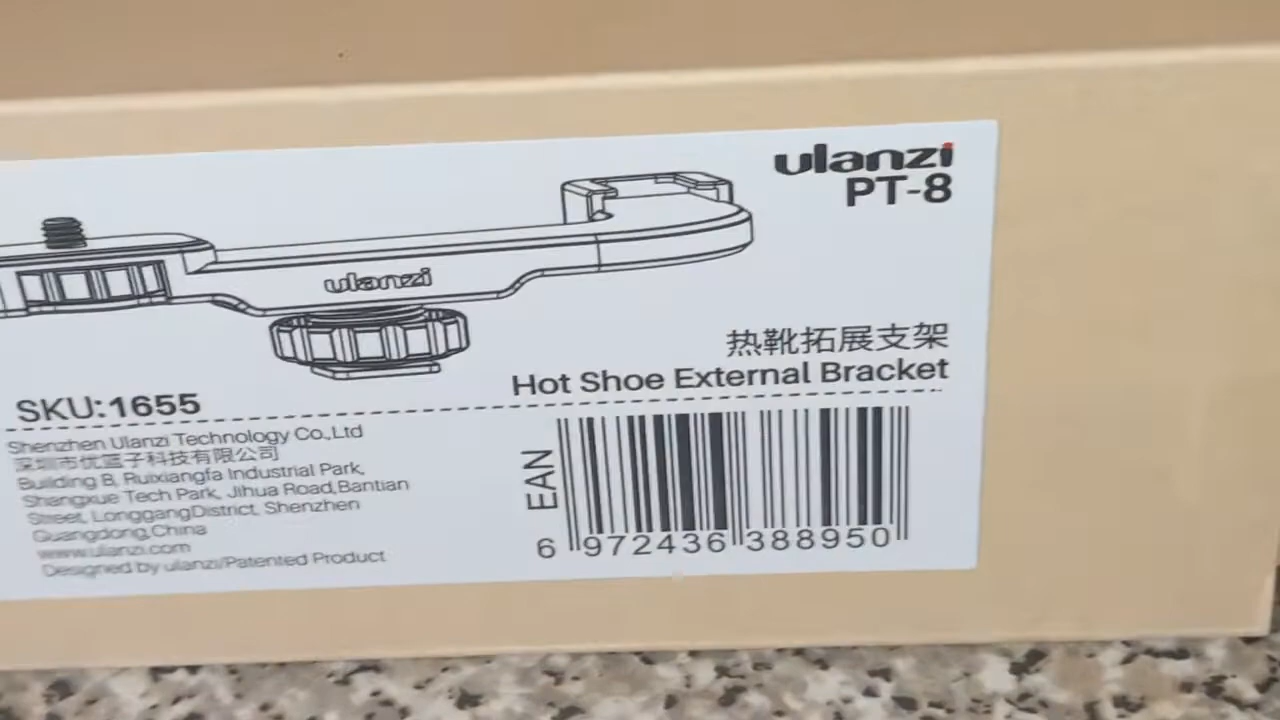 ulanzi
PT-8
ulanzi
热靴拓展支架
Hot Shoe External Bracket
SKU:1655
Shenzhen Ulanzi Technology Co.,Ltd
深圳市优篮子科技有限公司
Building B, Ruixiangfa Industrial Park,
Shangxue Tech Park, Jihua Road,Bantian
Street, LonggangDistrict, Shenzhen
Guangdong,China
www.ulanzi.com
Designed by ulanzi/Patented Product
EAN
6 972436 388950